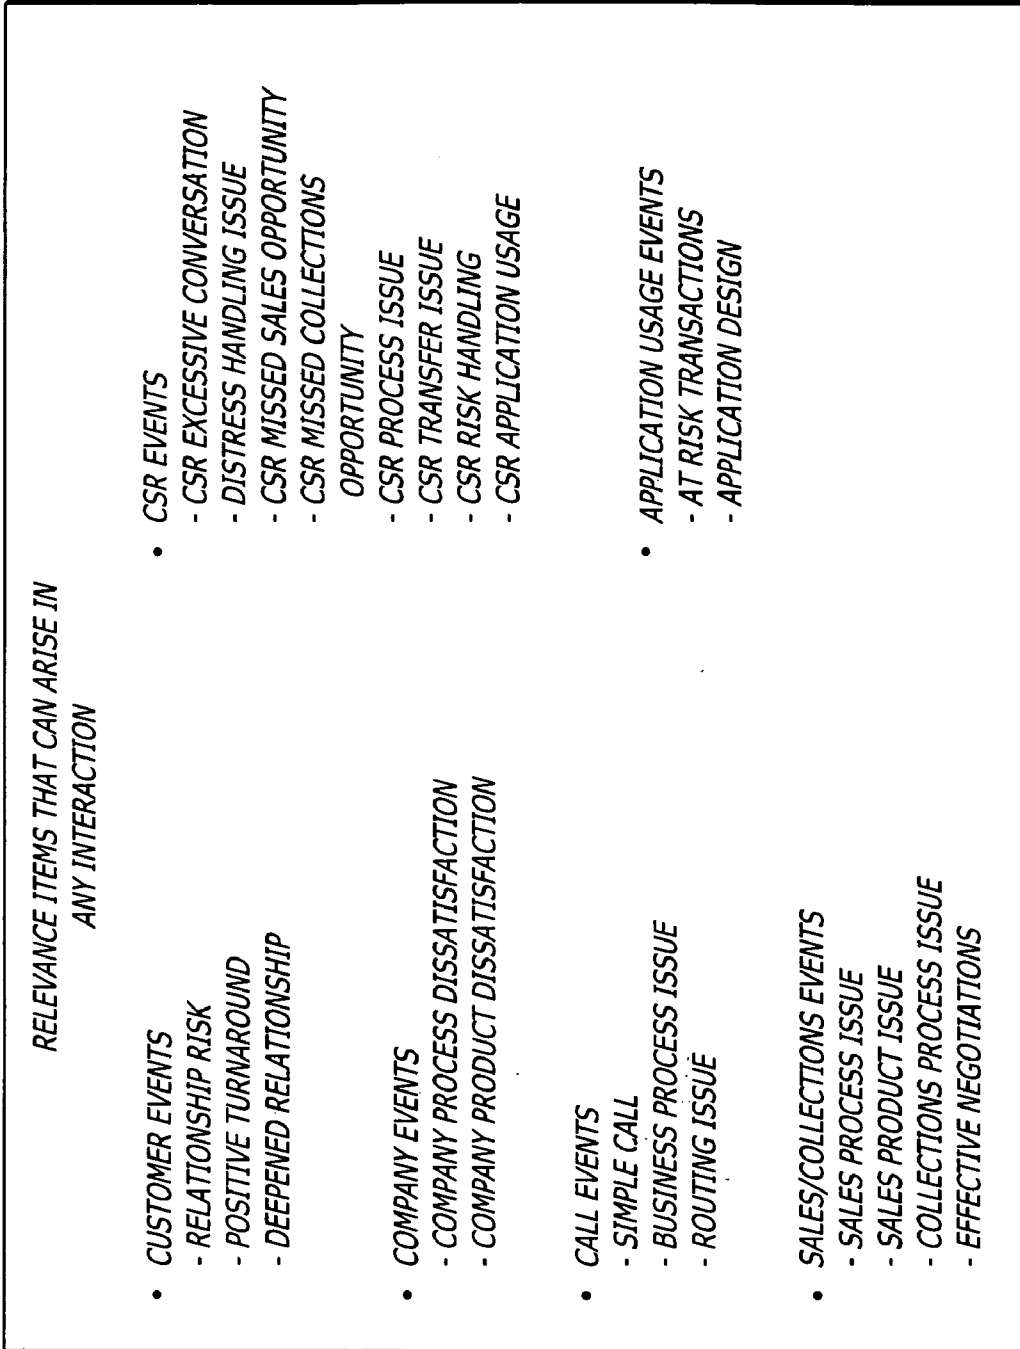 RELEVANCE ITEMS THAT CAN ARISE IN
ANY INTERACTION
• CUSTOMER EVENTS
- RELATIONSHIP RISK
- POSITIVE TURNAROUND
- DEEPENED RELATIONSHIP
• COMPANY EVENTS
- COMPANY PROCESS DISSATISFACTION
- COMPANY PRODUCT DISSATISFACTION
• CALL EVENTS
- SIMPLE CALL
- BUSINESS PROCESS ISSUE
- ROUTING ISSUE
• SALES/COLLECTIONS EVENTS
- SALES PROCESS ISSUE
- SALES PRODUCT ISSUE
- COLLECTIONS PROCESS ISSUE
- EFFECTIVE NEGOTIATIONS
• CSR EVENTS
- CSR EXCESSIVE CONVERSATION
- DISTRESS HANDLING ISSUE
- CSR MISSED SALES OPPORTUNITY
- CSR MISSED COLLECTIONS
OPPORTUNITY
- CSR PROCESS ISSUE
- CSR TRANSFER ISSUE
- CSR RISK HANDLING
- CSR APPLICATION USAGE
• APPLICATION USAGE EVENTS
- AT RISK TRANSACTIONS
- APPLICATION DESIGN